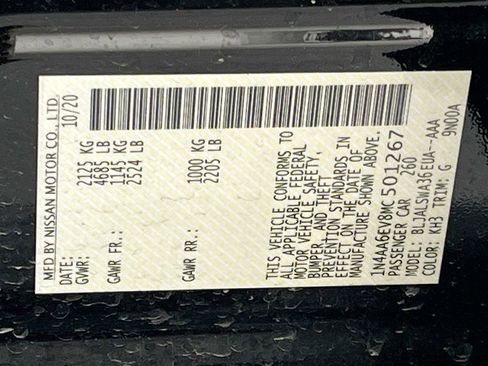 MFD BY NISSAN MOTOR CO., LTD.
DATE: 10/20
GVWR: 2125 KG
4685 LB
GAWR FR.: 1145 KG
2524 LB
GAWR RR.: 1000 KG
2205 LB
THIS VEHICLE CONFORMS TO
ALL APPLICABLE FEDERAL
MOTOR VEHICLE SAFETY,
BUMPER, AND THEFT
PREVENTION STANDARDS IN
EFFECT ON THE DATE OF
MANUFACTURE SHOWN ABOVE.
1N4AA6EV8MC501267
PASSENGER CAR 260
MODEL: BLJALSWA36EUA--AAA
COLOR: KH3 TRIM: G 9N00A